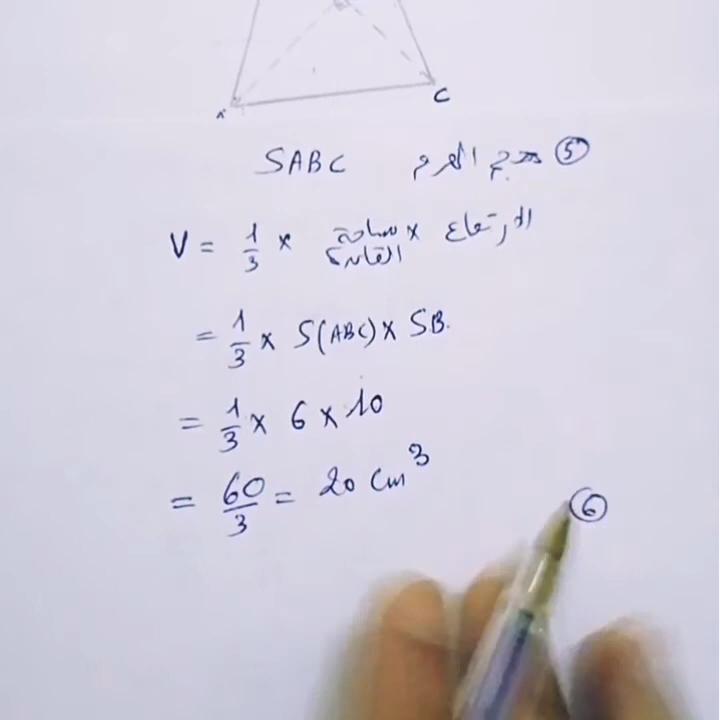 A C
⑤ حجم الهرم SABC
V = 1/3 × مساحة القاعدة × الارتفاع
= 1/3 × S(ABC) × SB.
= 1/3 × 6 × 10
= 60/3 = 20 cm³
⑥